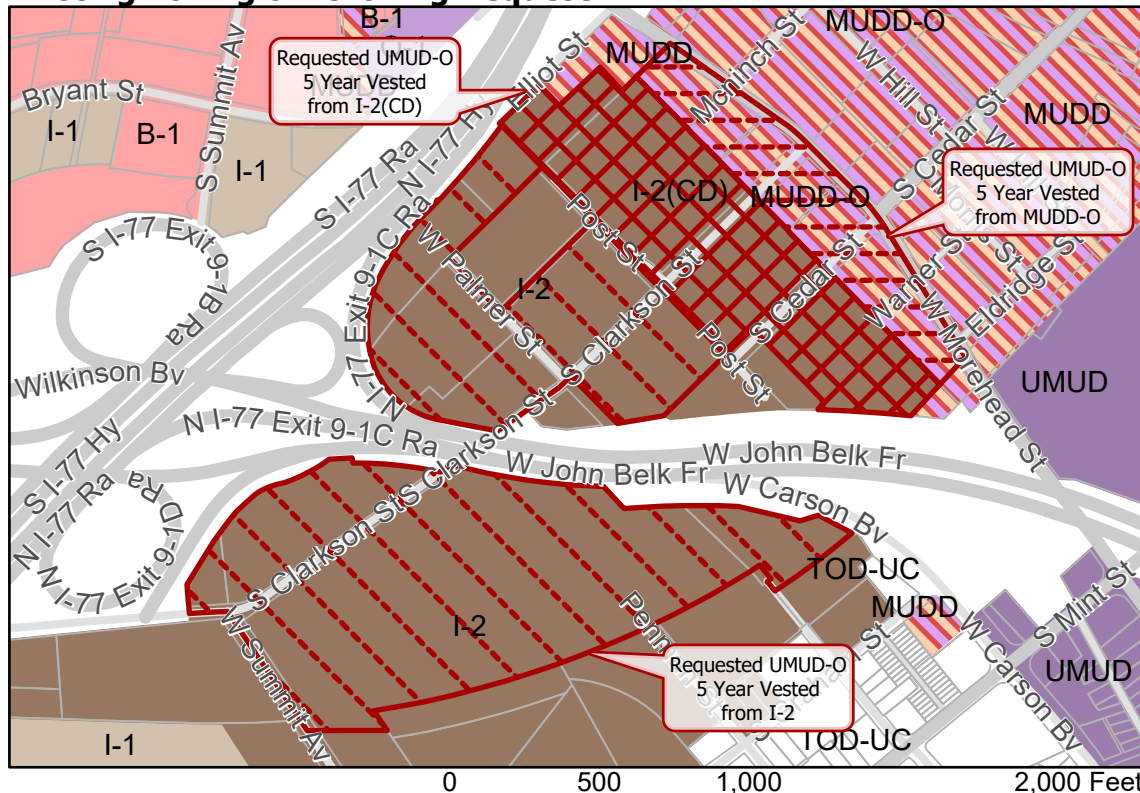 B-1
MUDD
Requested UMUD-O
5 Year Vested
from I-2(CD)
Elliot St
MUDD
Mcninch St
MUDD-O
W Hill St
S Cedar St
MUDD
Bryant St
I-1
B-1
S Summit Av
I-1
S I-77 Ra
N I-77 Hy
N I-77 Exit 9-1C Ra
I-2(CD)
MUDD-O
Requested UMUD-O
5 Year Vested
from MUDD-O
S I-77 Exit 9-1B Ra
Post St
W Palmer St
I-2
S Clarkson St
S Cedar St
Post St
Warner St
Eldridge St
W Morehead St
UMUD
Wilkinson Bv
N I-77 Exit 9-1C Ra
S Clarkson St
S Clarkson St
W John Belk Fr
W John Belk Fr
W Carson Bv
S I-77 Hy
N I-77 Ra
N I-77 Exit 9-1D Ra
I-2
W Summit Av
TOD-UC
MUDD
S Mint St
W Carson Bv
UMUD
Requested UMUD-O
5 Year Vested
from I-2
TOD-UC
I-1
0 500 1,000 2,000 Feet